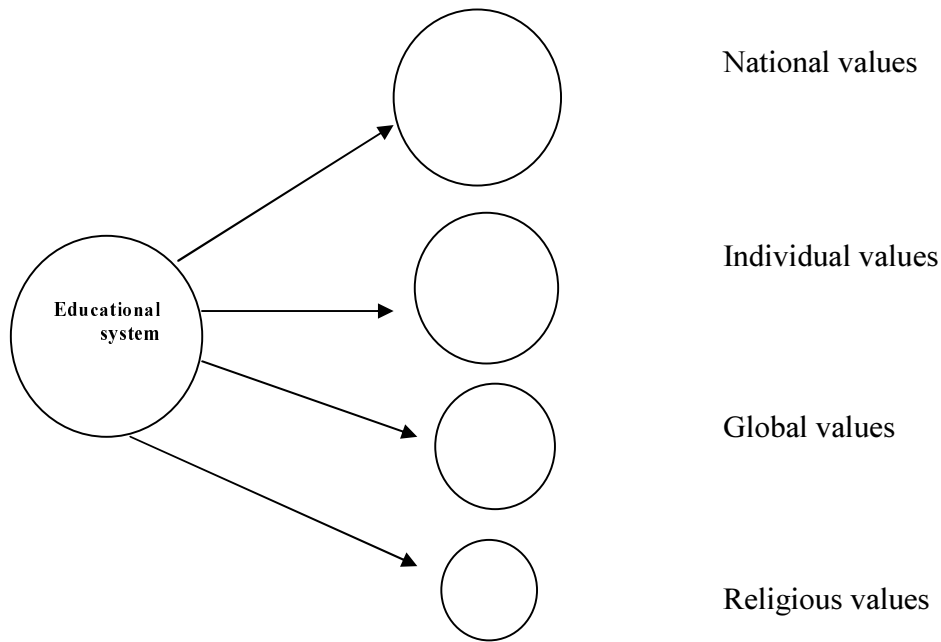 National values
Individual values
Educational
system
Global values
Religious values